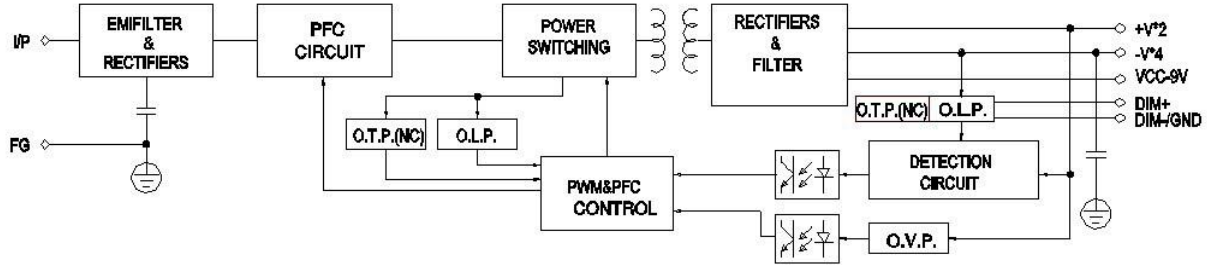 I/P
EMIFILTER
&
RECTIFIERS
PFC
CIRCUIT
POWER
SWITCHING
RECTIFIERS
&
FILTER
+V*2
-V*4
VCC-9V
DIM+
DIM-/GND
FG
O.T.P.(NC)
O.L.P.
O.T.P.(NC)
O.L.P.
PWM&PFC
CONTROL
DETECTION
CIRCUIT
O.V.P.